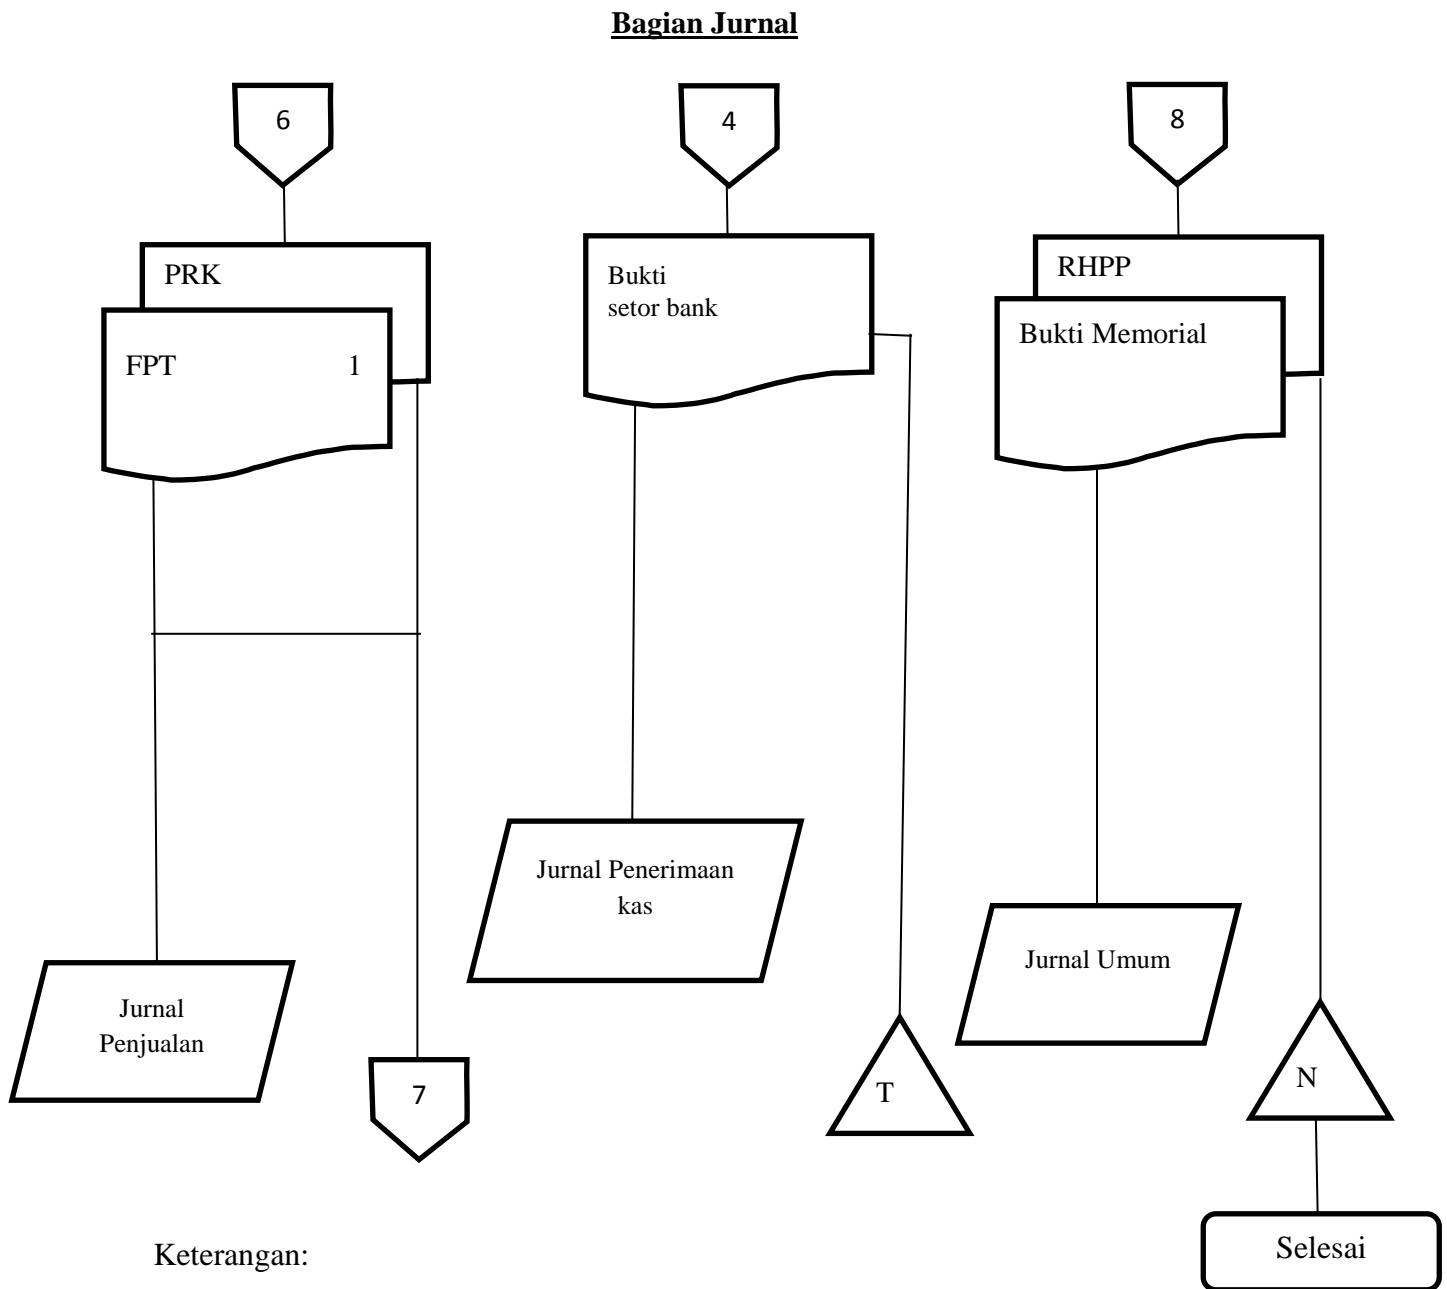 Bagian Jurnal
6
4
8
PRK
FPT 1
Bukti
setor bank
RHPP
Bukti Memorial
Jurnal Penerimaan
kas
Jurnal Umum
Jurnal
Penjualan
7
T
N
Keterangan:
Selesai